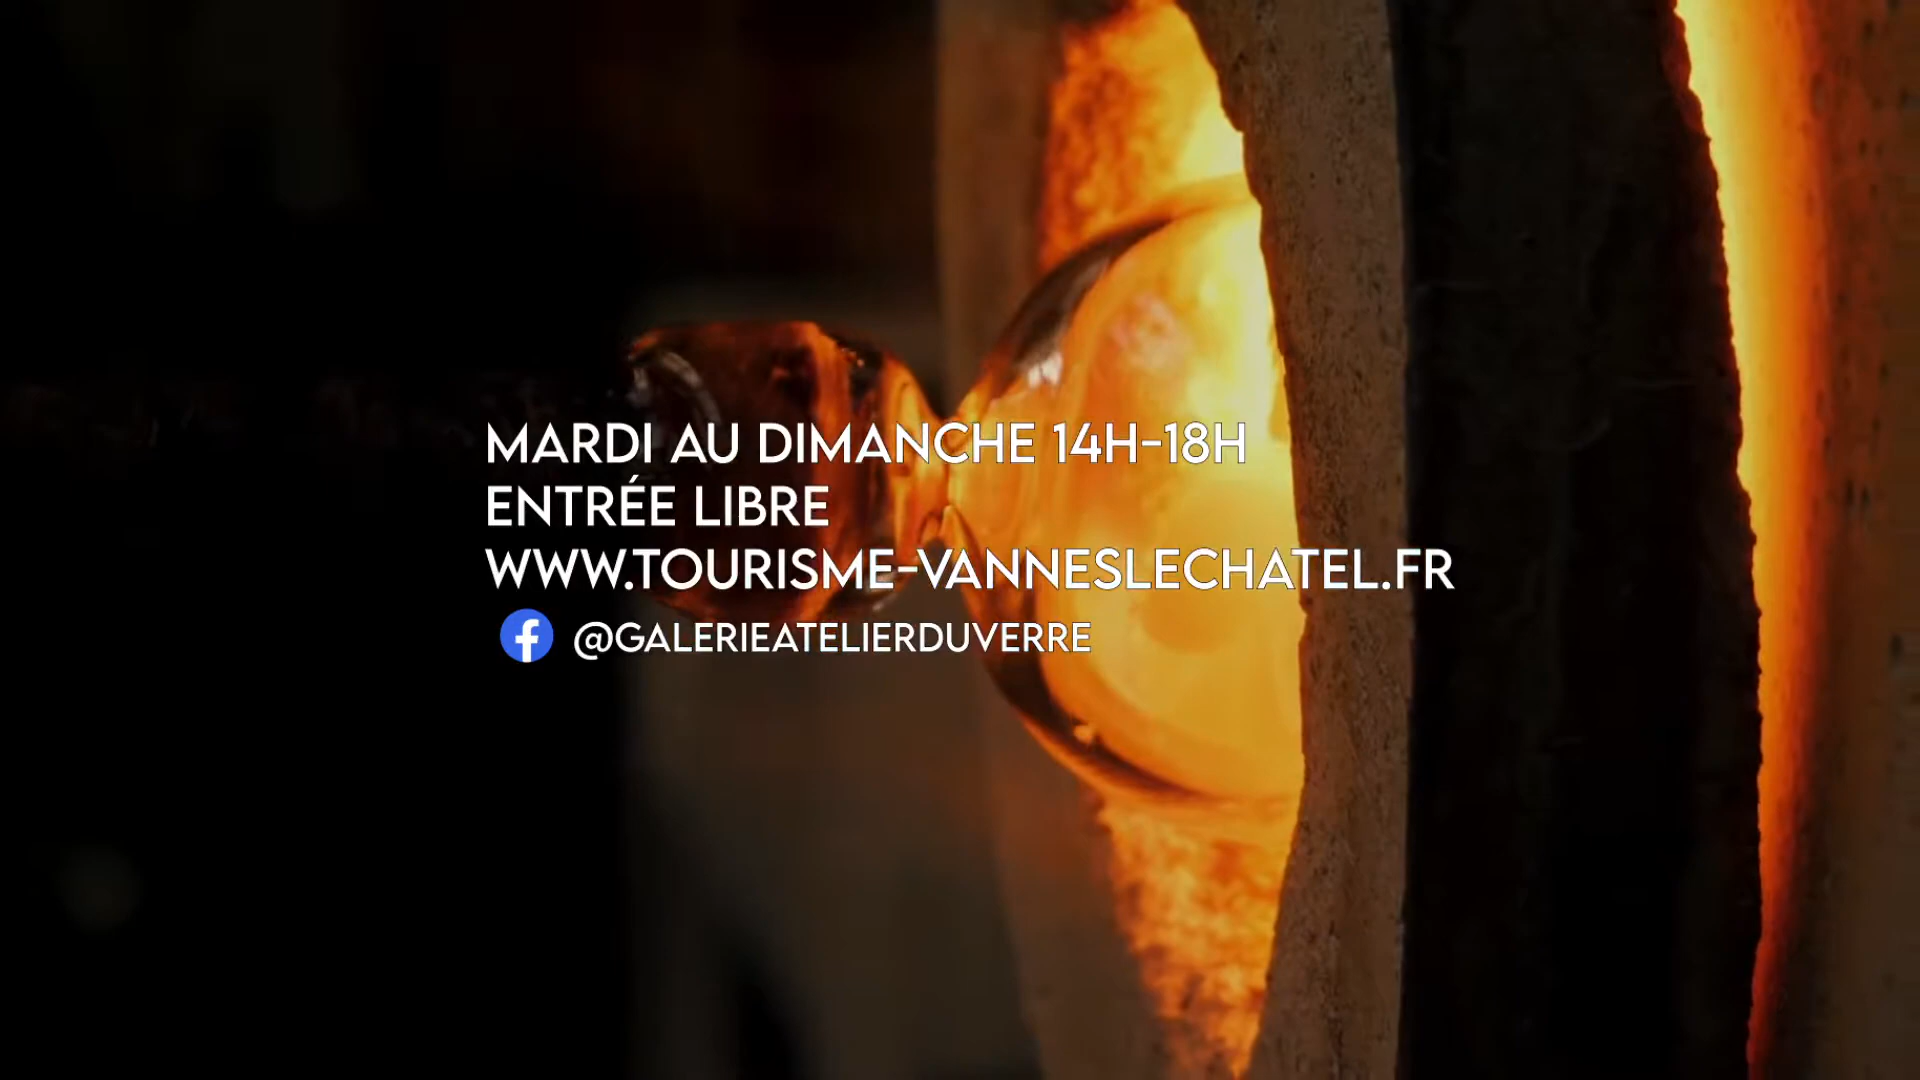 MARDI AU DIMANCHE 14H-18H
ENTRÉE LIBRE
WWW.TOURISME-VANNESLECHATEL.FR
@GALERIEATELIERDUVERRE